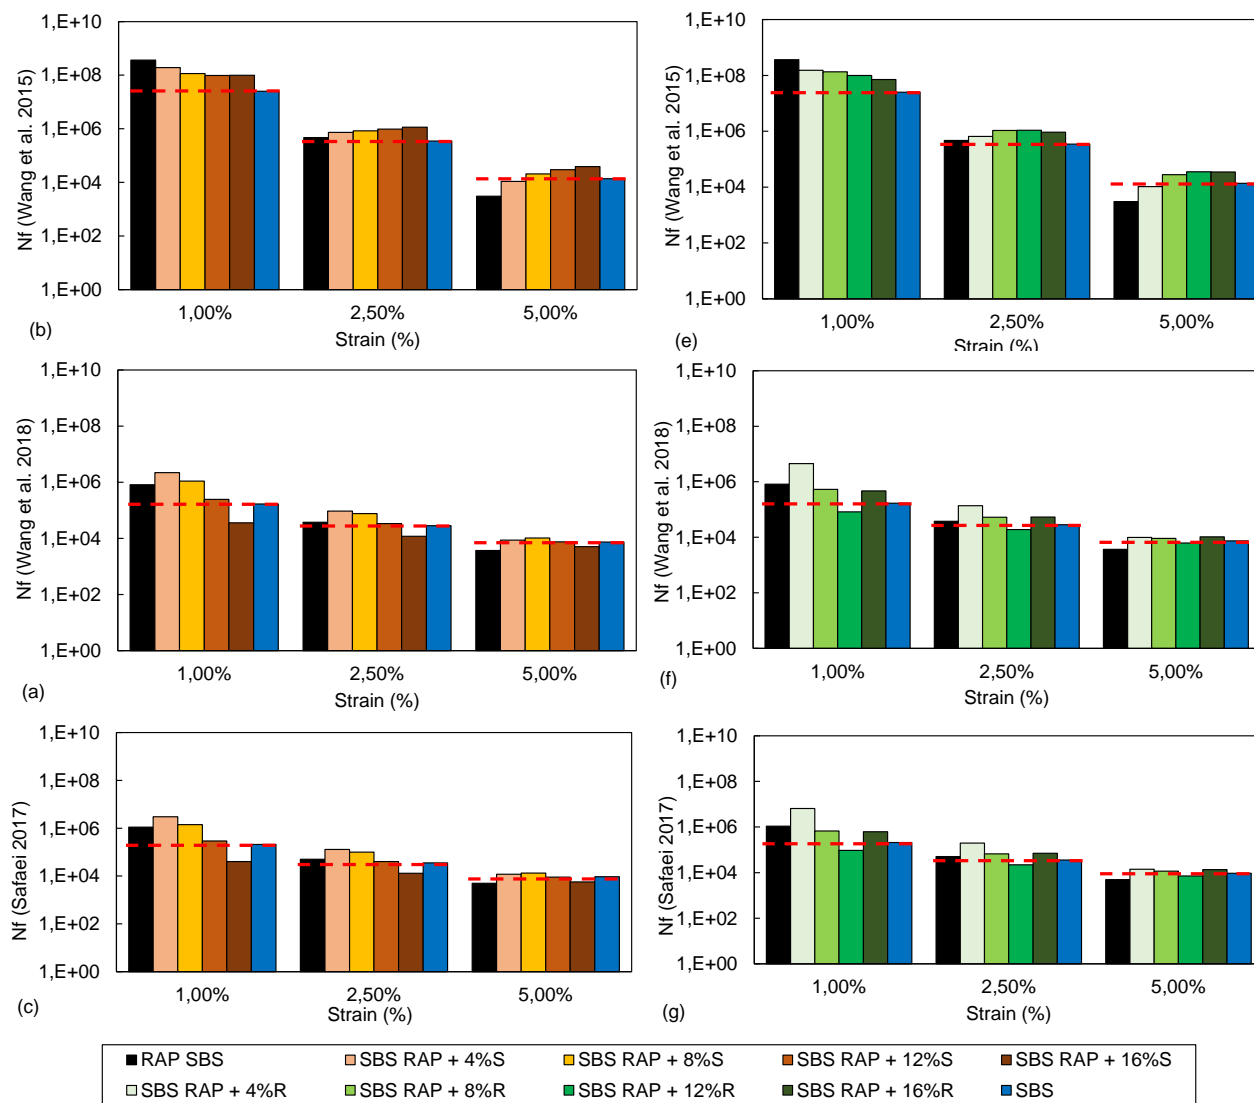 Nf (Wang et al. 2015)
1,E+10
1,E+08
1,E+06
1,E+04
1,E+02
1,E+00
1,00%
2,50%
5,00%
Strain (%)
(b)
Nf (Wang et al. 2015)
1,E+10
1,E+08
1,E+06
1,E+04
1,E+02
1,E+00
1,00%
2,50%
5,00%
Strain (%)
(e)
Nf (Wang et al. 2018)
1,E+10
1,E+08
1,E+06
1,E+04
1,E+02
1,E+00
1,00%
2,50%
5,00%
Strain (%)
(a)
Nf (Wang et al. 2018)
1,E+10
1,E+08
1,E+06
1,E+04
1,E+02
1,E+00
1,00%
2,50%
5,00%
Strain (%)
(f)
Nf (Safaei 2017)
1,E+10
1,E+08
1,E+06
1,E+04
1,E+02
1,E+00
1,00%
2,50%
5,00%
Strain (%)
(c)
Nf (Safaei 2017)
1,E+10
1,E+08
1,E+06
1,E+04
1,E+02
1,E+00
1,00%
2,50%
5,00%
Strain (%)
(g)
RAP SBS
SBS RAP + 4%S
SBS RAP + 8%S
SBS RAP + 12%S
SBS RAP + 16%S
SBS RAP + 4%R
SBS RAP + 8%R
SBS RAP + 12%R
SBS RAP + 16%R
SBS